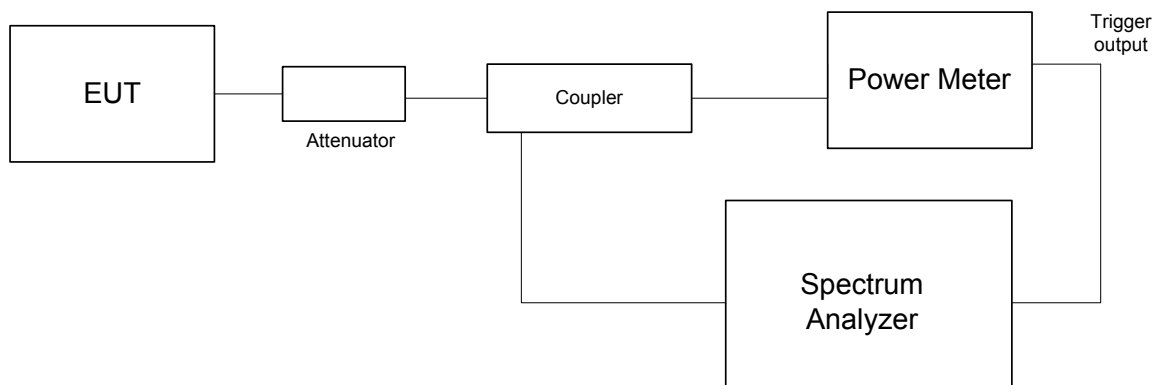 EUT
Attenuator
Coupler
Power Meter
Trigger
output
Spectrum
Analyzer